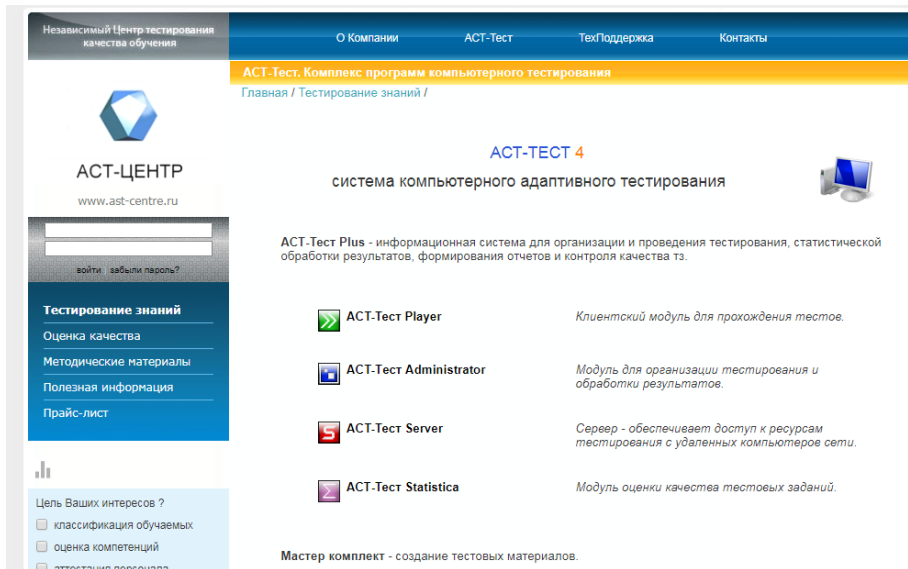 Независимый Центр тестирования
качества обучения
О Компании
АСТ-Тест
ТехПоддержка
Контакты
АСТ-Тест. Комплекс программ компьютерного тестирования
Главная / Тестирование знаний /
АСТ-ЦЕНТР
www.ast-centre.ru
войти | забыли пароль?
Тестирование знаний
Оценка качества
Методические материалы
Полезная информация
Прайс-лист
Цель Ваших интересов ?
классификация обучаемых
оценка компетенций
аттестация персонала
АСТ-ТЕСТ 4
система компьютерного адаптивного тестирования
АСТ-Тест Plus - информационная система для организации и проведения тестирования, статистической
обработки результатов, формирования отчетов и контроля качества тз.
АСТ-Тест Player
Клиентский модуль для прохождения тестов.
АСТ-Тест Administrator
Модуль для организации тестирования и
обработки результатов.
S
АСТ-Тест Server
Сервер - обеспечивает доступ к ресурсам
тестирования с удаленных компьютеров сети.
Σ
АСТ-Тест Statistica
Модуль оценки качества тестовых заданий.
Мастер комплект - создание тестовых материалов.